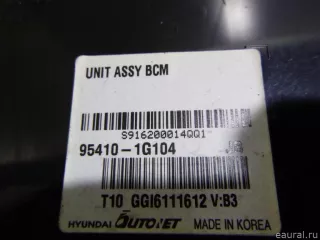 UNIT ASSY BCM
S916200014QQ1
95410-1G104
T10 GGI6111612 V:B3
HYUNDAI AUTONET MADE IN KOREA
© eaural.ru